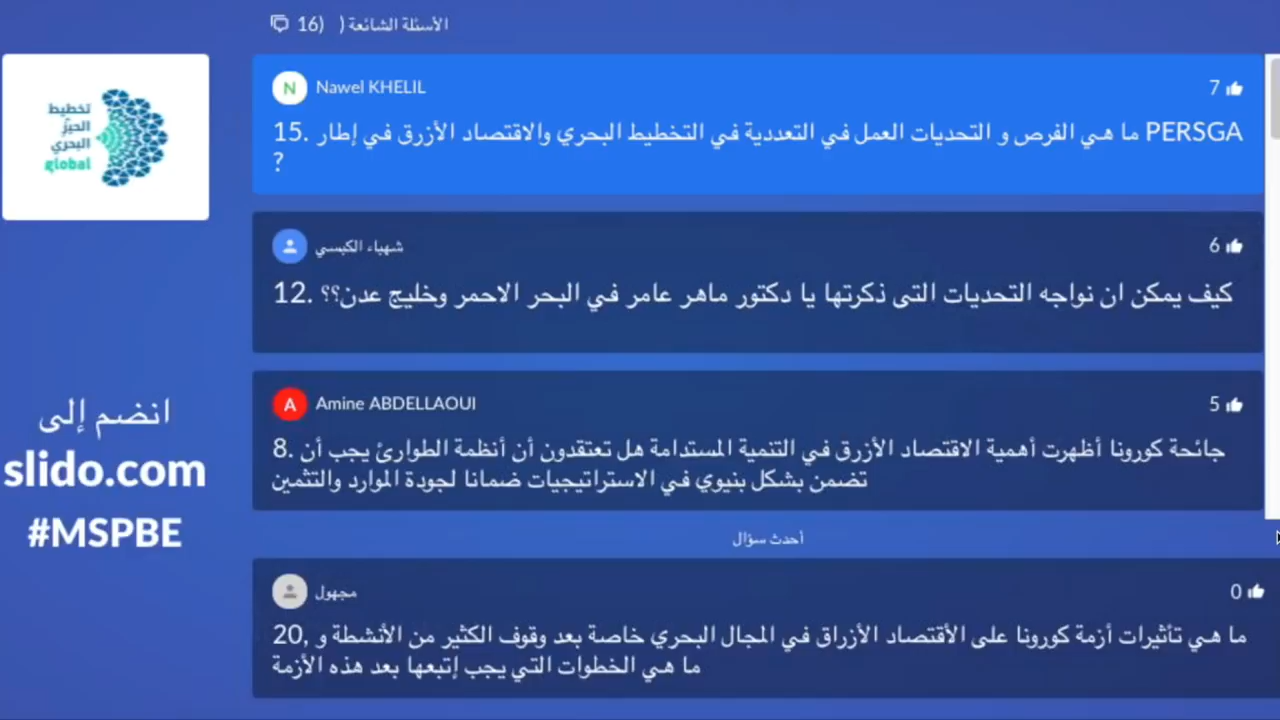 الأسئلة الشائعة ( 16)
تخطيط
الحيّز
البحري
global
انضم إلى
slido.com
#MSPBE
Nawel KHELIL
7
15. ما هي الفرص و التحديات العمل في التعددية في التخطيط البحري والاقتصاد الأزرق في إطار PERSGA
?
شهباء الكبسي
6
12. كيف يمكن ان نواجه التحديات التى ذكرتها يا دكتور ماهر عامر في البحر الاحمر وخليج عدن؟؟
Amine ABDELLAOUI
5
8. جائحة كورونا أظهرت أهمية الاقتصاد الأزرق في التنمية المستدامة هل تعتقدون أن أنظمة الطوارئ يجب أن
تضمن بشكل بنيوي في الاستراتيجيات ضمانا لجودة الموارد والتثمين
أحدث سؤال
مجهول
0
20, ما هي تأثيرات أزمة كورونا على الأقتصاد الأزراق في المجال البحري خاصة بعد وقوف الكثير من الأنشطة و
ما هي الخطوات التي يجب إتبعها بعد هذه الأزمة